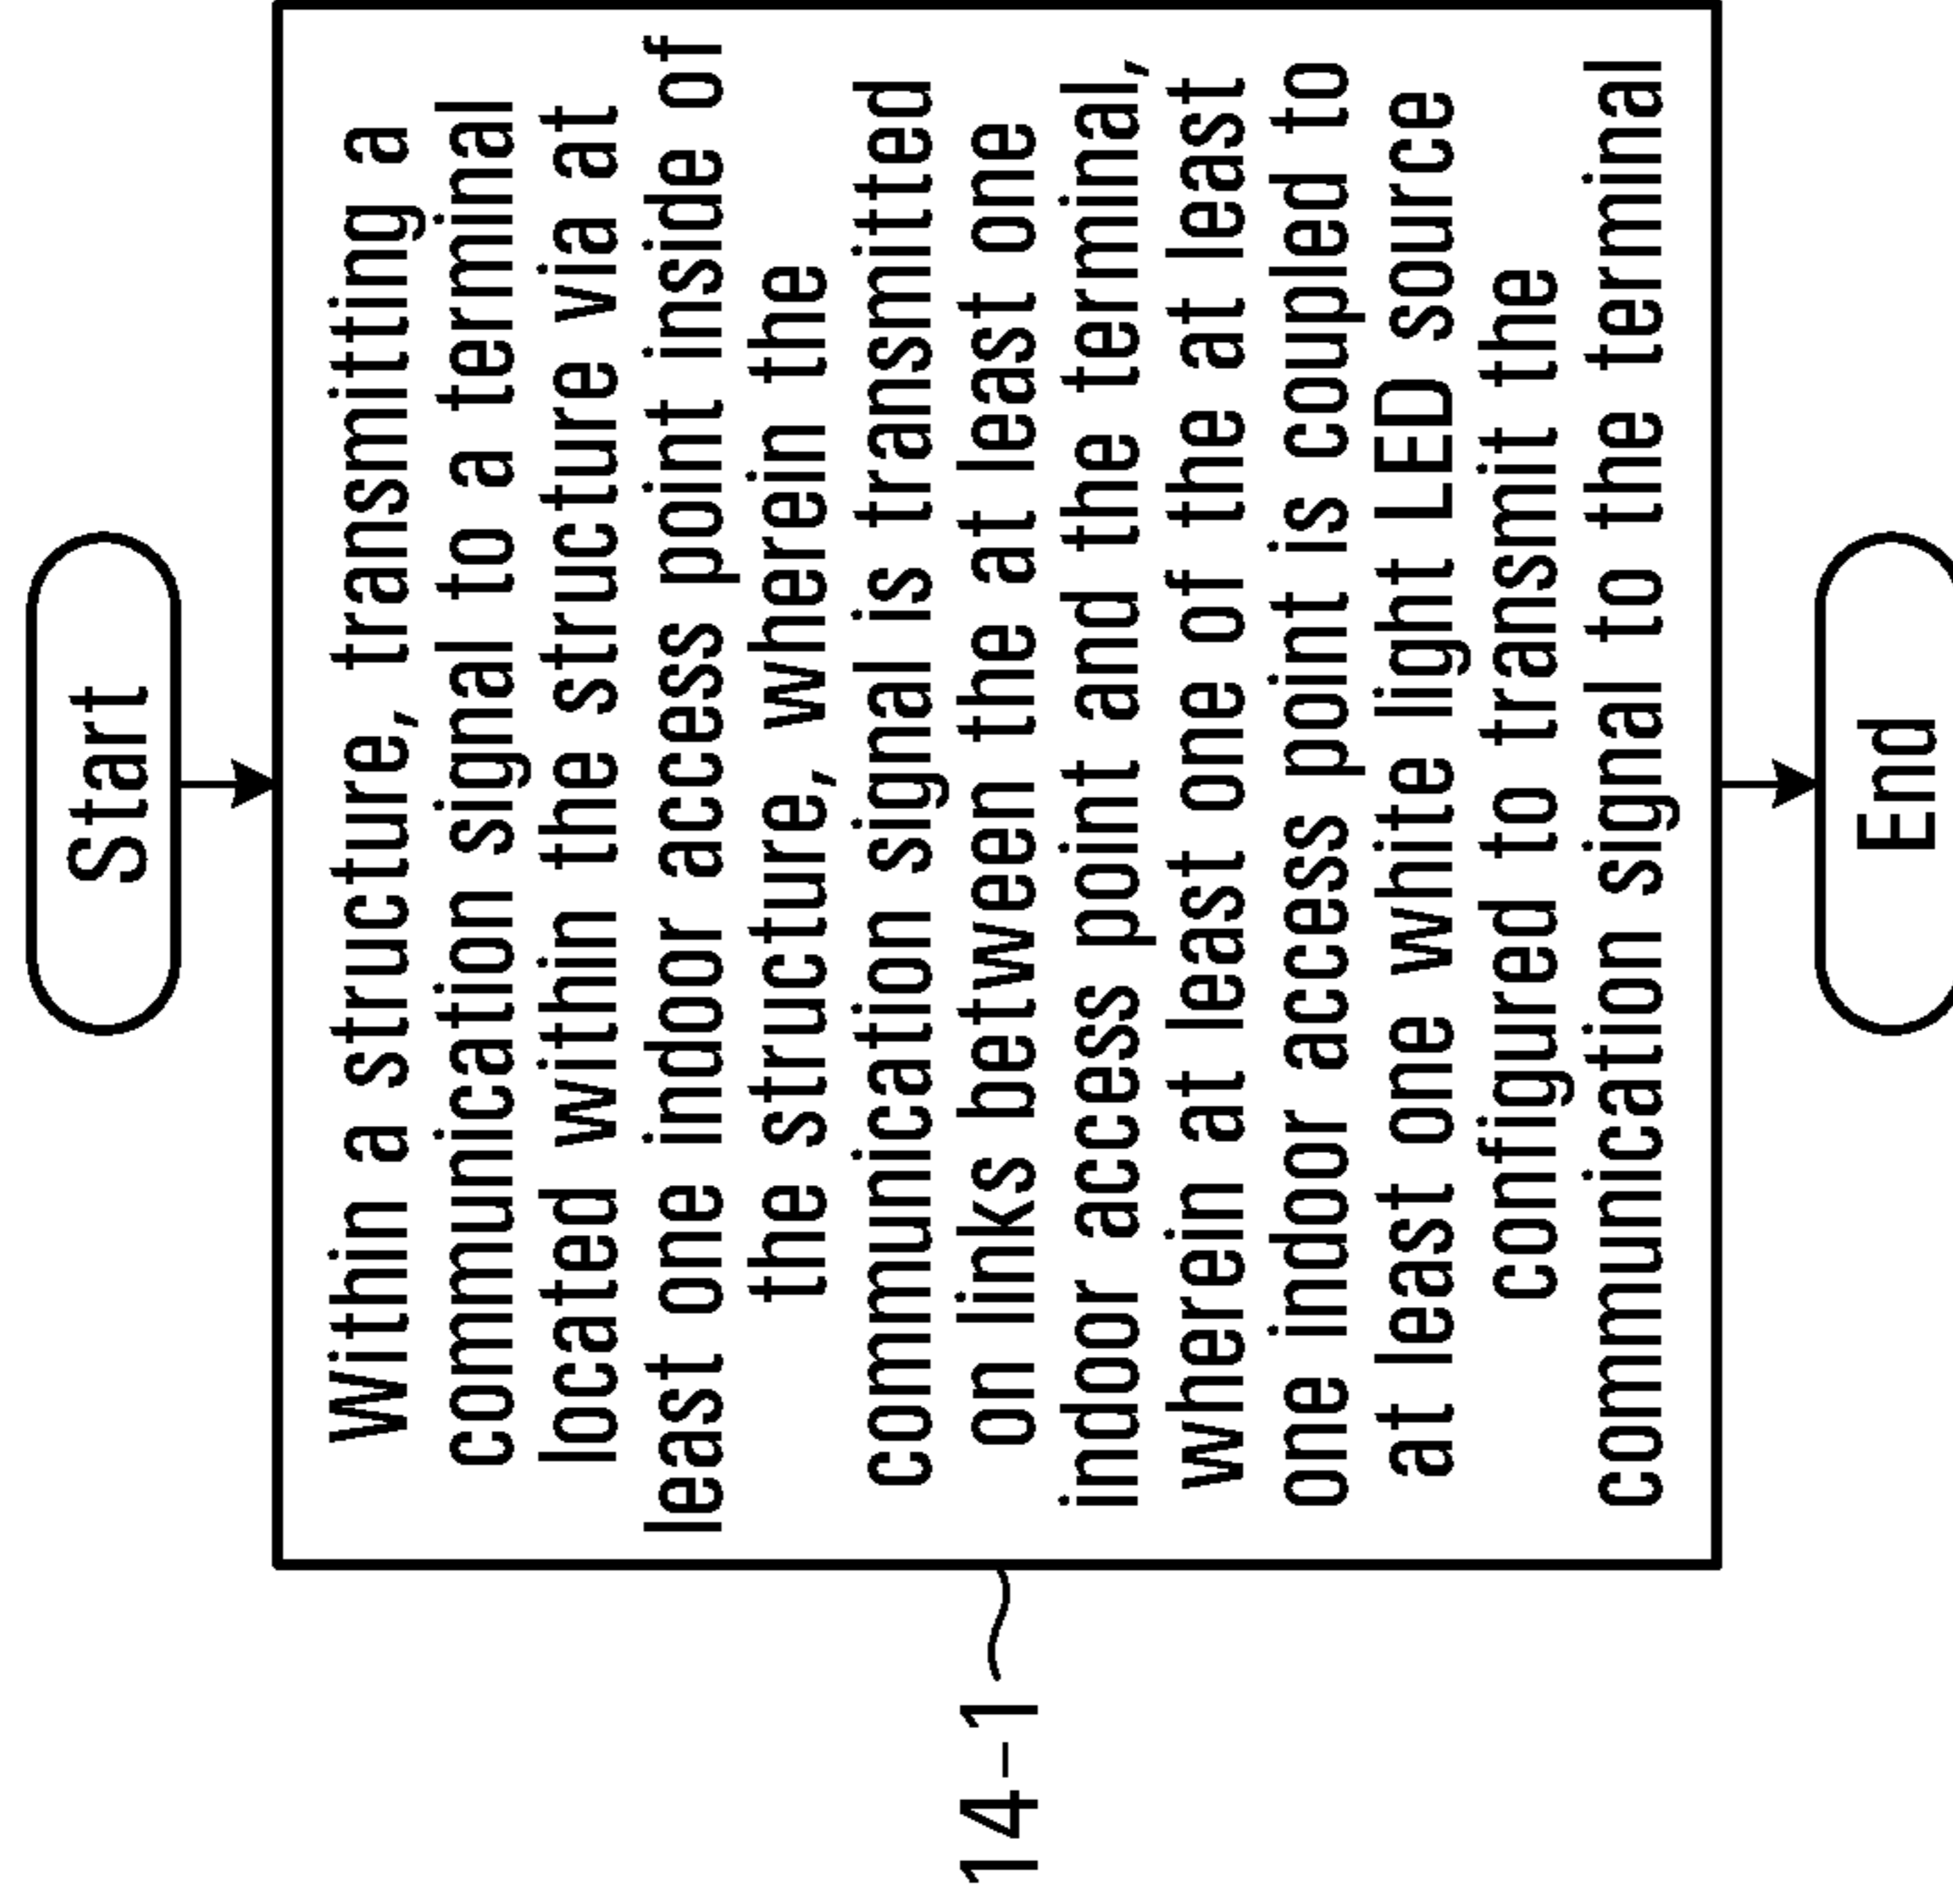 Start
Within a structure, transmitting a
communication signal to a terminal
located within the structure via at
least one indoor access point inside of
the structure, wherein the
communication signal is transmitted
on links between the at least one
indoor access point and the terminal,
wherein at least one of the at least
one indoor access point is coupled to
at least one white light LED source
configured to transmit the
communication signal to the terminal
14-1
End